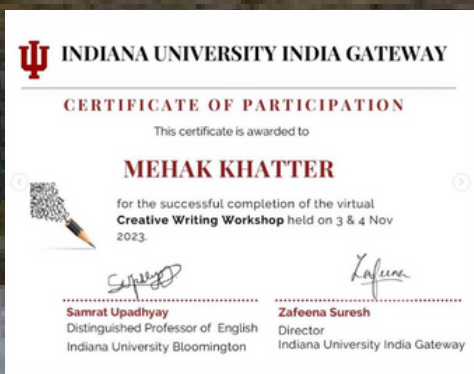 INDIANA UNIVERSITY INDIA GATEWAY
CERTIFICATE OF PARTICIPATION
This certificate is awarded to
MEHAK KHATTER
for the successful completion of the virtual
Creative Writing Workshop held on 3 & 4 Nov
2023.
Zafeena
Samrat Upadhyay
Distinguished Professor of English
Indiana University Bloomington
Zafeena Suresh
Director
Indiana University India Gateway